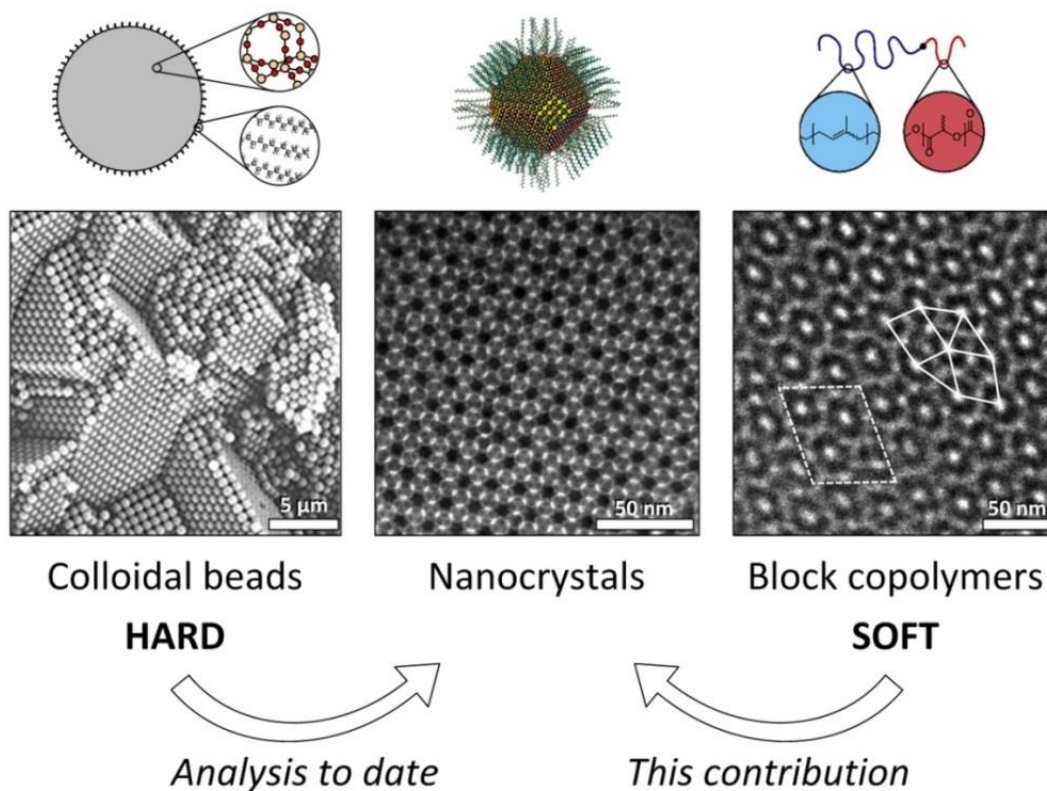 O
O
O
O
5 µm
50 nm
50 nm
Colloidal beads
Nanocrystals
Block copolymers
HARD
SOFT
Analysis to date
This contribution